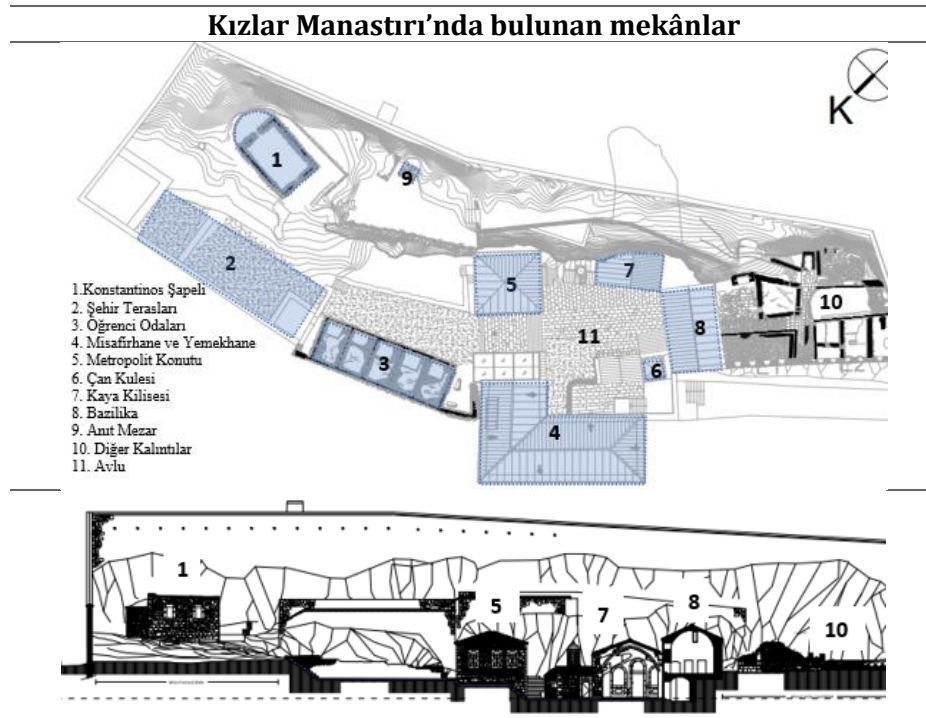 Kızlar Manastırı’nda bulunan mekânlar
K
1
9
2
5
7
10
8
11
3
6
4
1.Konstantinos Şapeli
2. Şehir Terasları
3. Öğrenci Odaları
4. Misafirhane ve Yemekhane
5. Metropolit Konutu
6. Çan Kulesi
7. Kaya Kilisesi
8. Bazilika
9. Anıt Mezar
10. Diğer Kalıntılar
11. Avlu
1
5
7
8
10